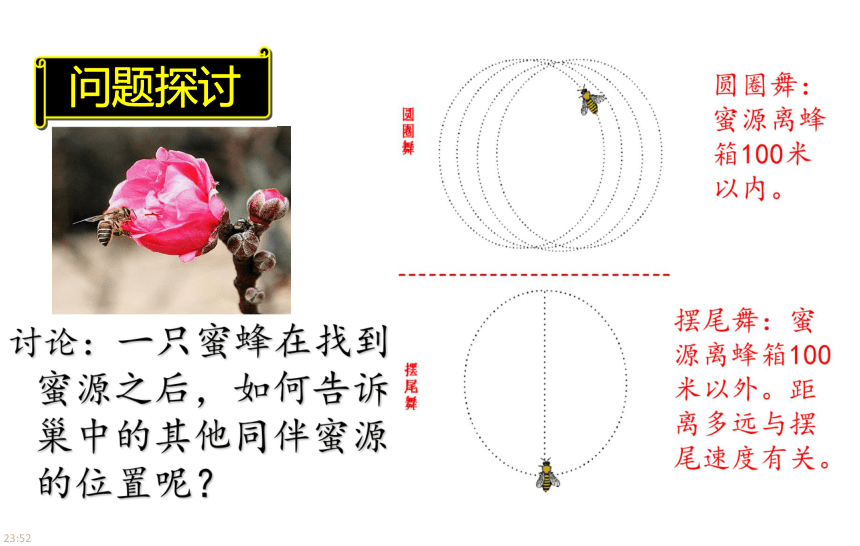 问题探讨
讨论：一只蜜蜂在找到
蜜源之后，如何告诉
巢中的其他同伴蜜源
的位置呢？
圆圈舞
圆圈舞：
蜜源离蜂
箱100米
以内。
摆尾舞
摆尾舞：蜜
源离蜂箱100
米以外。距
离多远与摆
尾速度有关。
23:52